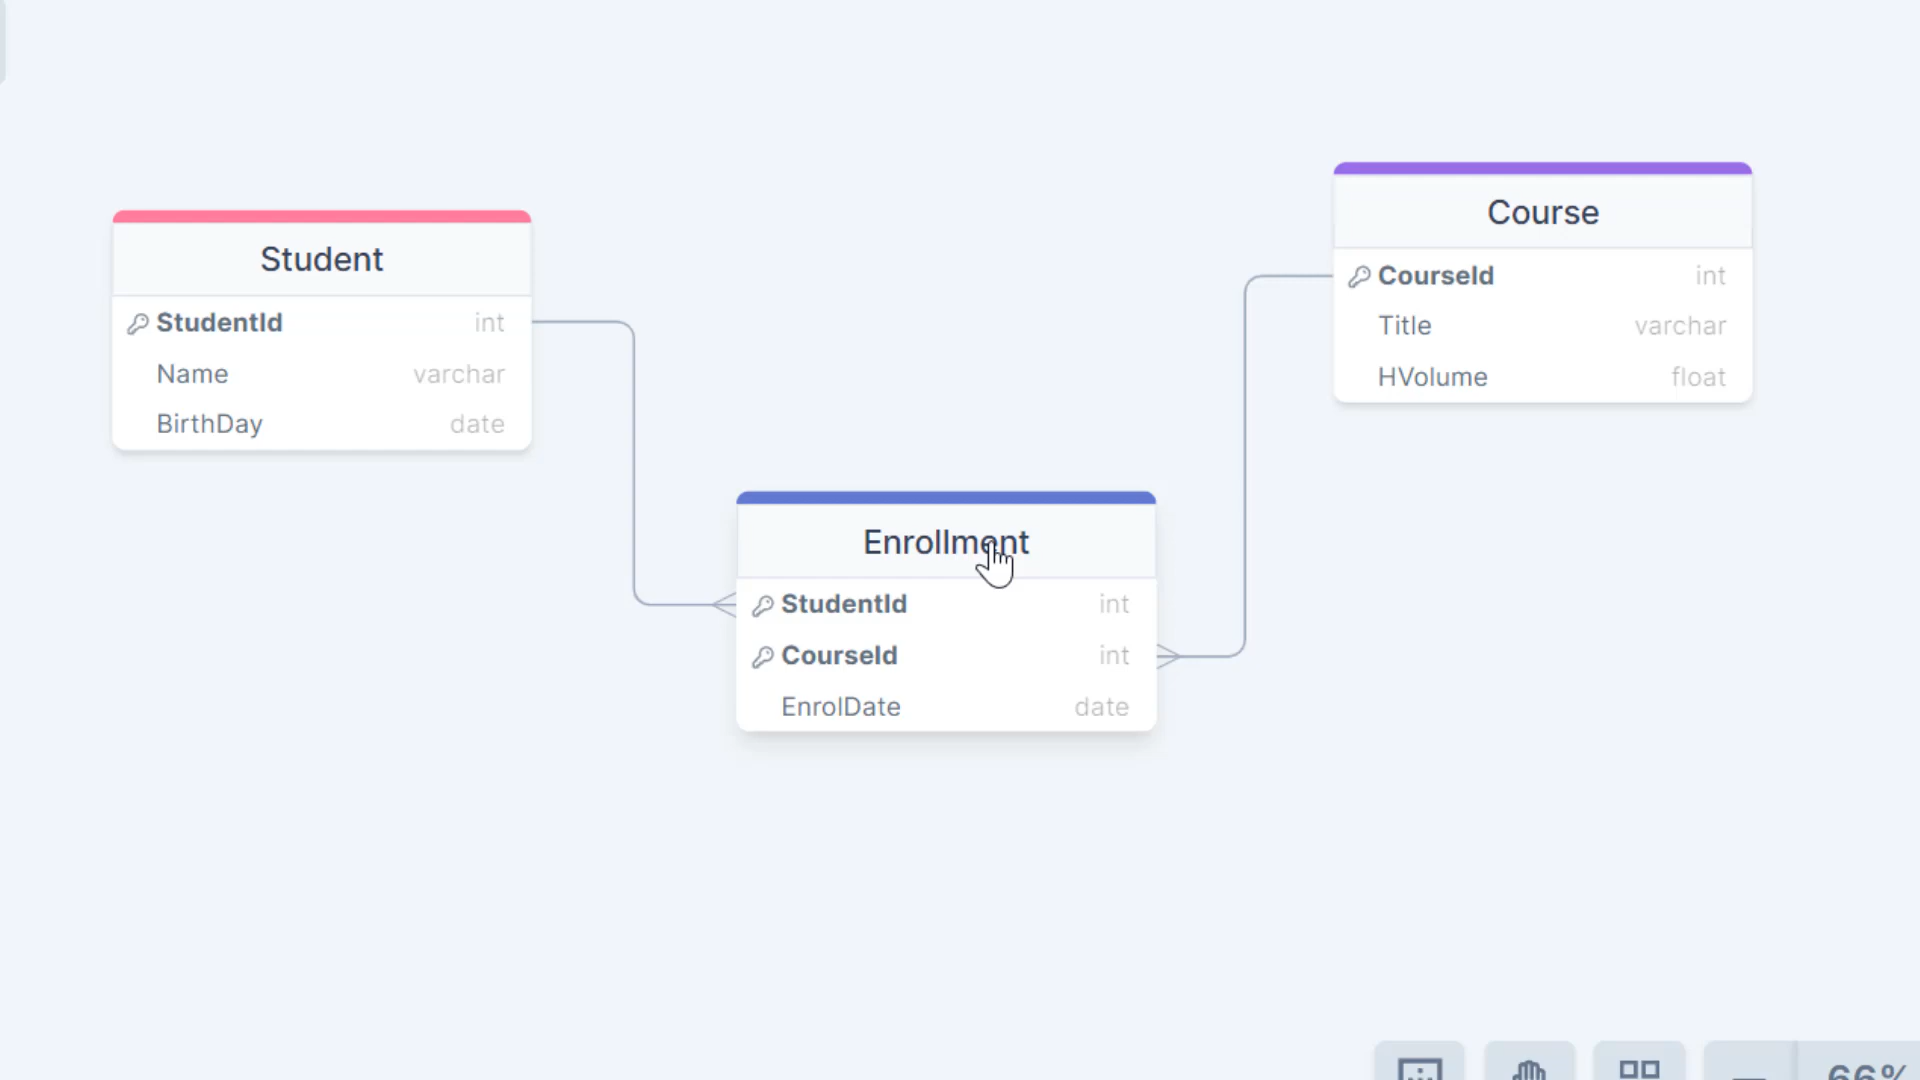 Student
StudentId int
Name varchar
BirthDay date
Course
CourseId int
Title varchar
HVolume float
Enrollment
StudentId int
CourseId int
EnrolDate date
66%